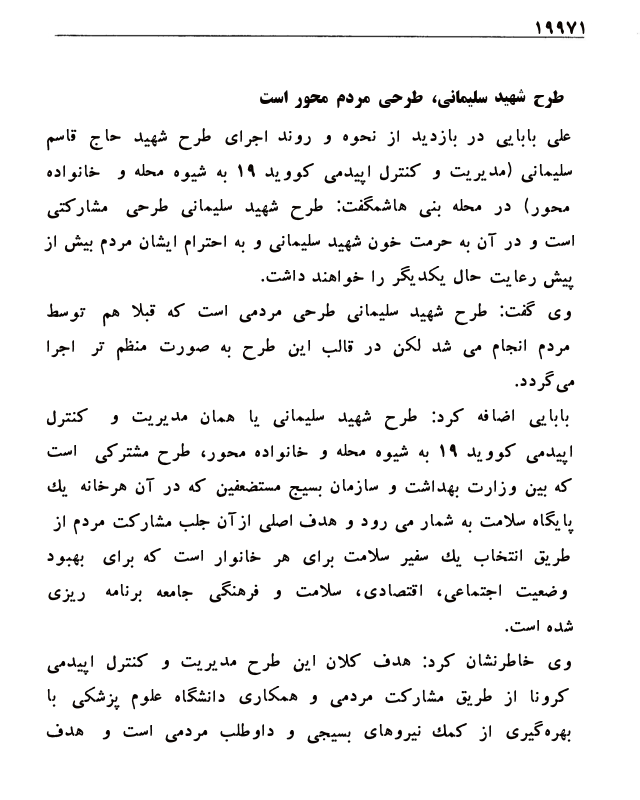 ۱۹۹۷۱
طرح شهید سلیمانی، طرحی مردم محور است
علی بابایی در بازدید از نحوه و روند اجرای طرح شهید حاج قاسم
سلیمانی (مدیریت و کنترل اپیدمی کووید ۱۹ به شیوه محله و خانواده
محور) در محله بنی هاشمگفت: طرح شهید سلیمانی طرحی مشارکتی
است و در آن به حرمت خون شهید سلیمانی و به احترام ایشان مردم بیش از
پیش رعایت حال یکدیگر را خواهند داشت.
وی گفت: طرح شهید سلیمانی طرحی مردمی است که قبلا هم توسط
مردم انجام می شد لکن در قالب این طرح به صورت منظم تر اجرا
می‌گردد.
بابایی اضافه کرد: طرح شهید سلیمانی یا همان مدیریت و کنترل
اپیدمی کووید ۱۹ به شیوه محله و خانواده محور، طرح مشترکی است
که بین وزارت بهداشت و سازمان بسیج مستضعفین که در آن هرخانه یك
پایگاه سلامت به شمار می رود و هدف اصلی ازآن جلب مشارکت مردم از
طریق انتخاب یك سفیر سلامت برای هر خانوار است که برای بهبود
وضعیت اجتماعی، اقتصادی، سلامت و فرهنگی جامعه برنامه ریزی
شده است.
وی خاطرنشان کرد: هدف کلان این طرح مدیریت و کنترل اپیدمی
کرونا از طریق مشارکت مردمی و همکاری دانشگاه علوم پزشکی با
بهره‌گیری از کمك نیروهای بسیجی و داوطلب مردمی است و هدف